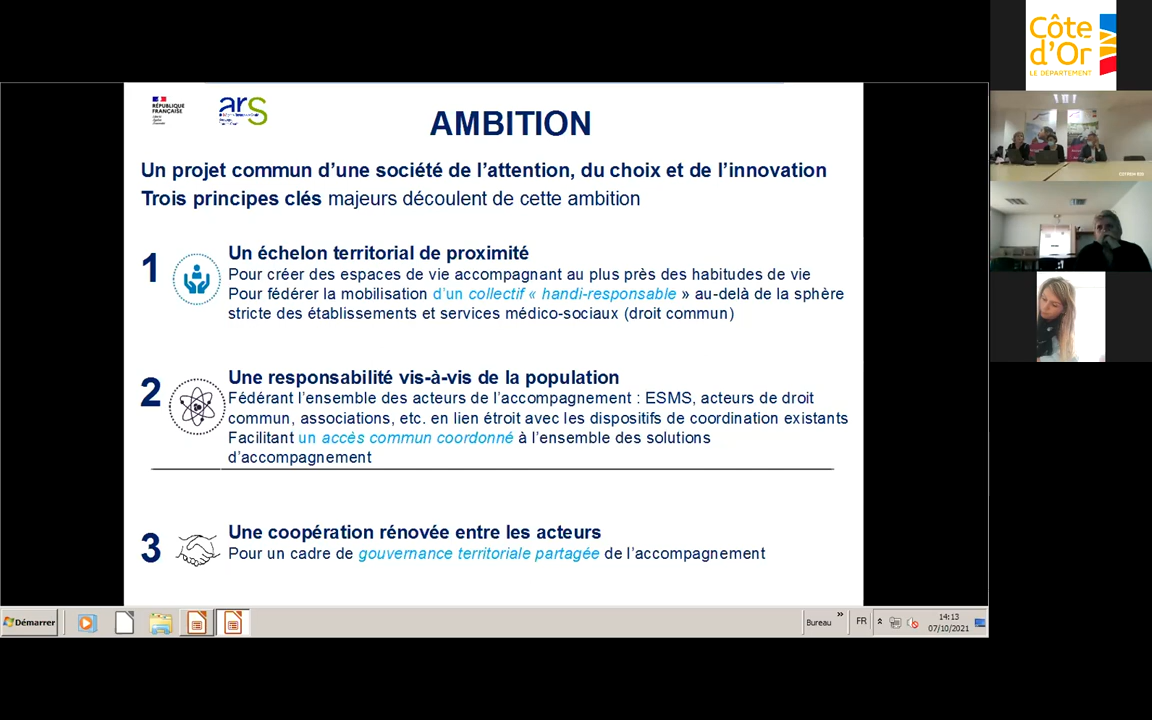 RÉPUBLIQUE
FRANÇAISE
ars
AMBITION
Un projet commun d’une société de l’attention, du choix et de l’innovation
Trois principes clés majeurs découlent de cette ambition
1
Un échelon territorial de proximité
Pour créer des espaces de vie accompagnant au plus près des habitudes de vie
Pour fédérer la mobilisation d’un collectif « handi-responsable » au-delà de la sphère
stricte des établissements et services médico-sociaux (droit commun)
2
Une responsabilité vis-à-vis de la population
Fédérant l’ensemble des acteurs de l’accompagnement : ESMS, acteurs de droit
commun, associations, etc. en lien étroit avec les dispositifs de coordination existants
Facilitant un accès commun coordonné à l’ensemble des solutions
d’accompagnement
3
Une coopération rénovée entre les acteurs
Pour un cadre de gouvernance territoriale partagée de l’accompagnement
Démarrer
Bureau
»
FR
14:13
07/10/2021
Côte
d’Or
LE DÉPARTEMENT